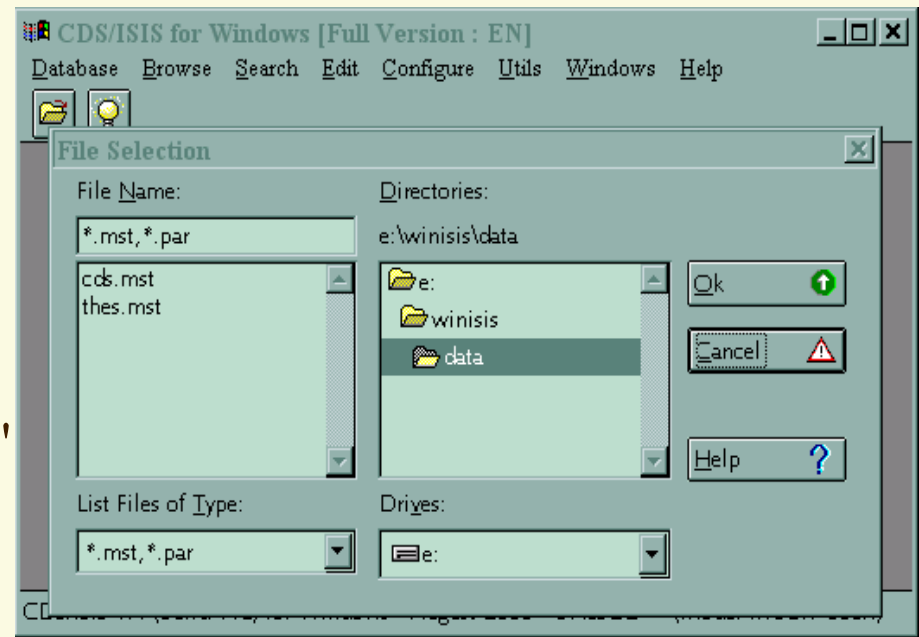 CDS/ISIS for Windows [Full Version : EN]
Database Browse Search Edit Configure Utils Windows Help
File Selection
File Name:
*.mst,*.par
cds.mst
thes.mst
Directories:
e:\winisis\data
e:
winisis
data
Ok
Cancel
Help
List Files of Type:
*.mst,*.par
Drives:
e: